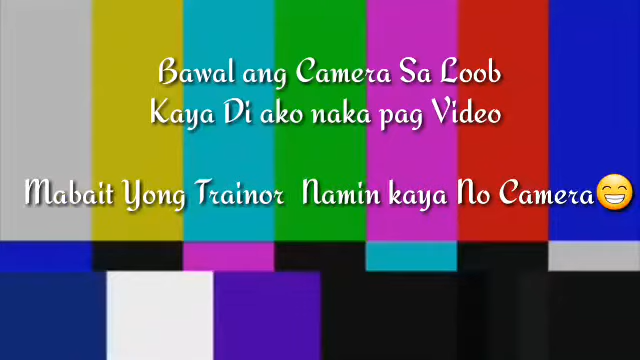 Bawal ang Camera Sa Loob
Kaya Di ako naka pag Video
Mabait Yong Trainor Namin kaya No Camera😁